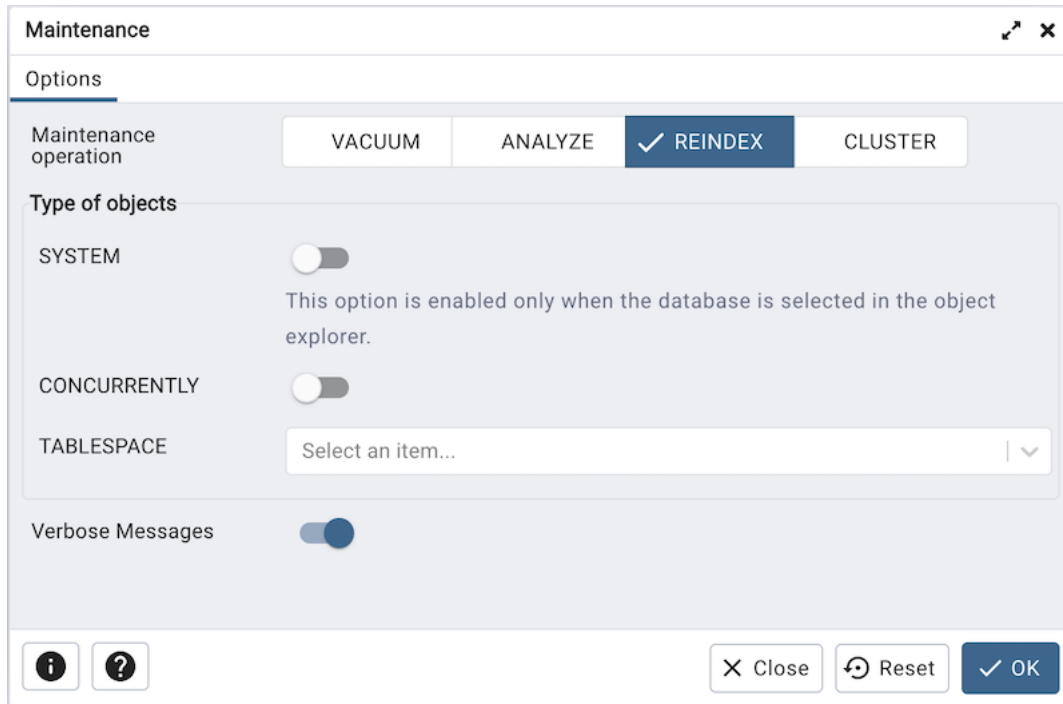 Maintenance
Options
Maintenance
operation
VACUUM
ANALYZE
REINDEX
CLUSTER
Type of objects
SYSTEM
This option is enabled only when the database is selected in the object
explorer.
CONCURRENTLY
TABLESPACE
Select an item...
Verbose Messages
Close
Reset
OK